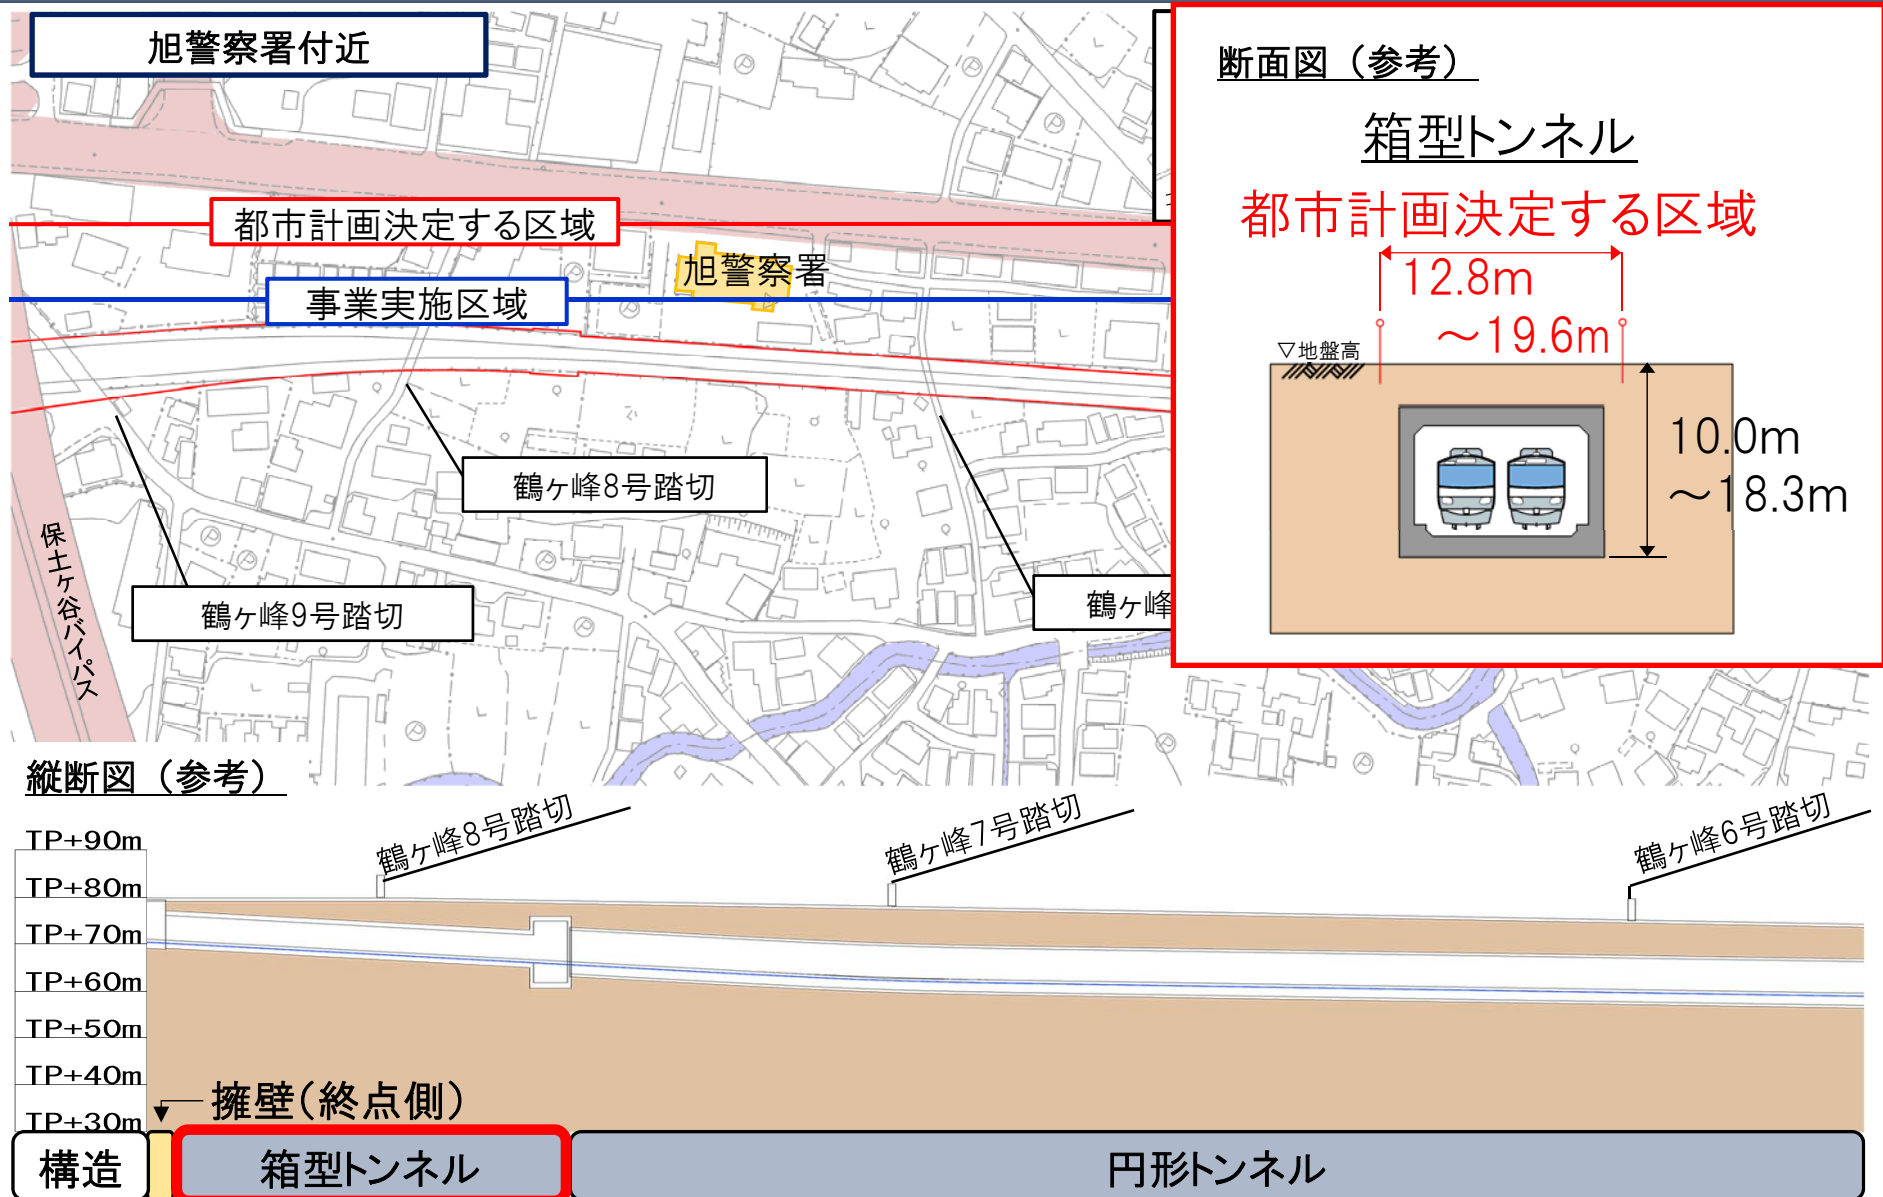 旭警察署付近
断面図（参考）
箱型トンネル
都市計画決定する区域
12.8m
～19.6m
▽地盤高
10.0m
～18.3m
都市計画決定する区域
旭警察署
事業実施区域
鶴ヶ峰8号踏切
鶴ヶ峰9号踏切
鶴ヶ峰
保土ヶ谷バイパス
縦断図（参考）
鶴ヶ峰8号踏切
鶴ヶ峰7号踏切
鶴ヶ峰6号踏切
TP+90m
TP+80m
TP+70m
TP+60m
TP+50m
TP+40m
TP+30m
擁壁（終点側）
構造
箱型トンネル
円形トンネル